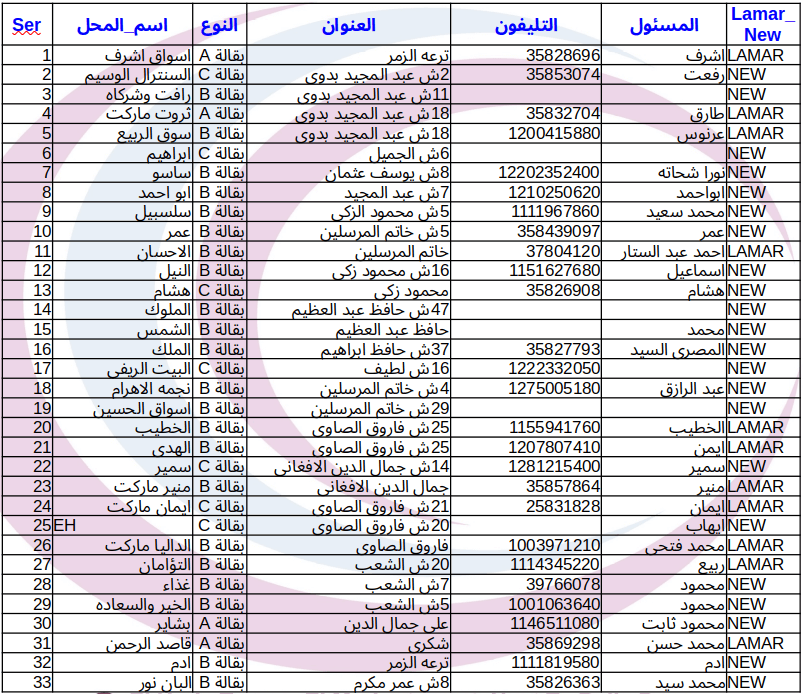 Ser اسم_المحل النوع العنوان التليفون المسئول Lamar_New
1 اسواق اشرف بقالة A ترعه الزمر 35828696 اشرف LAMAR
2 السنترال الوسيم بقالة C 2ش عبد المجيد بدوى 35853074 رفعت NEW
3 رافت وشركاه بقالة B 11ش عبد المجيد بدوى NEW
4 ثروت ماركت بقالة A 18ش عبد المجيد بدوى 35832704 طارق LAMAR
5 سوق الربيع بقالة B 18ش عبد المجيد بدوى 1200415880 عرنوس LAMAR
6 ابراهيم بقالة C 6ش الجميل NEW
7 ساسو بقالة B 8ش يوسف عثمان 12202352400 نورا شحاته NEW
8 ابو احمد بقالة B 7ش عبد المجيد 1210250620 ابواحمد NEW
9 سلسبيل بقالة B 5ش محمود الزكى 1111967860 محمد سعيد NEW
10 عمر بقالة B 5ش خاتم المرسلين 358439097 عمر NEW
11 الاحسان بقالة B خاتم المرسلين 37804120 احمد عبد الستار LAMAR
12 النيل بقالة B 16ش محمود زكى 1151627680 اسماعيل NEW
13 هشام بقالة C محمود زكى 35826908 هشام NEW
14 الملوك بقالة B 47ش حافظ عبد العظيم NEW
15 الشمس بقالة B حافظ عبد العظيم محمد NEW
16 الملك بقالة B 37ش حافظ ابراهيم 35827793 المصرى السيد NEW
17 البيت الريفى بقالة C 16ش لطيف 1222332050 NEW
18 نجمه الاهرام بقالة B 4ش خاتم المرسلين 1275005180 عبد الرازق NEW
19 اسواق الحسين بقالة B 29ش خاتم المرسلين NEW
20 الخطيب بقالة B 25ش فاروق الصاوى 1155941760 الخطيب LAMAR
21 الهدى بقالة B 25ش فاروق الصاوى 1207807410 ايمن LAMAR
22 سمير بقالة C 14ش جمال الدين الافغانى 1281215400 سمير NEW
23 منير ماركت بقالة B جمال الدين الافغانى 35857864 منير LAMAR
24 ايمان ماركت بقالة C 21ش فاروق الصاوى 25831828 ايمان LAMAR
25 EH بقالة C 20ش فاروق الصاوى ايهاب NEW
26 الداليا ماركت بقالة B فاروق الصاوى 1003971210 محمد فتحى LAMAR
27 التؤامان بقالة B 20ش الشعب 1114345220 ربيع LAMAR
28 غذاء بقالة B 7ش الشعب 39766078 محمود NEW
29 الخير والسعاده بقالة B 5ش الشعب 1001063640 محمود NEW
30 بشاير بقالة A على جمال الدين 1146511080 محمود ثابت NEW
31 قاصد الرحمن بقالة A شكرى 35869298 محمد حسن LAMAR
32 ادم بقالة B ترعه الزمر 1111819580 ادم NEW
33 البان نور بقالة B 8ش عمر مكرم 35826363 محمد سيد NEW